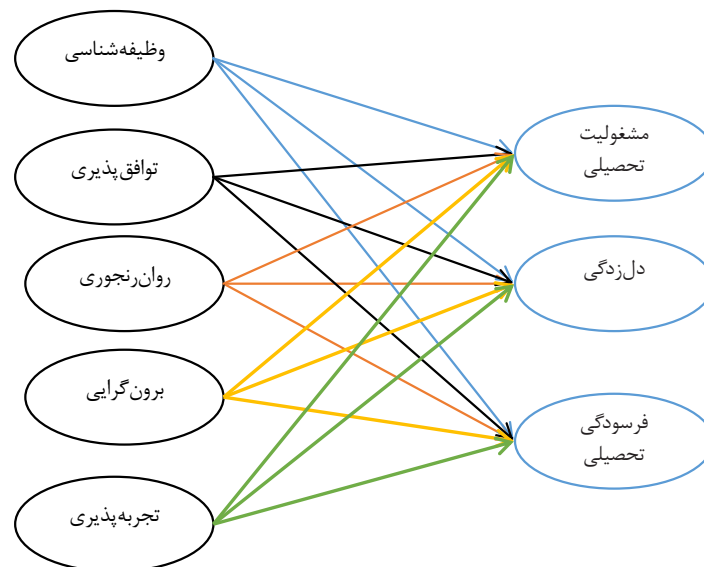 وظیفه‌شناسی
توافق‌پذیری
روان‌رنجوری
برون‌گرایی
تجربه‌پذیری
مشغولیت
تحصیلی
دل‌زدگی
فرسودگی
تحصیلی